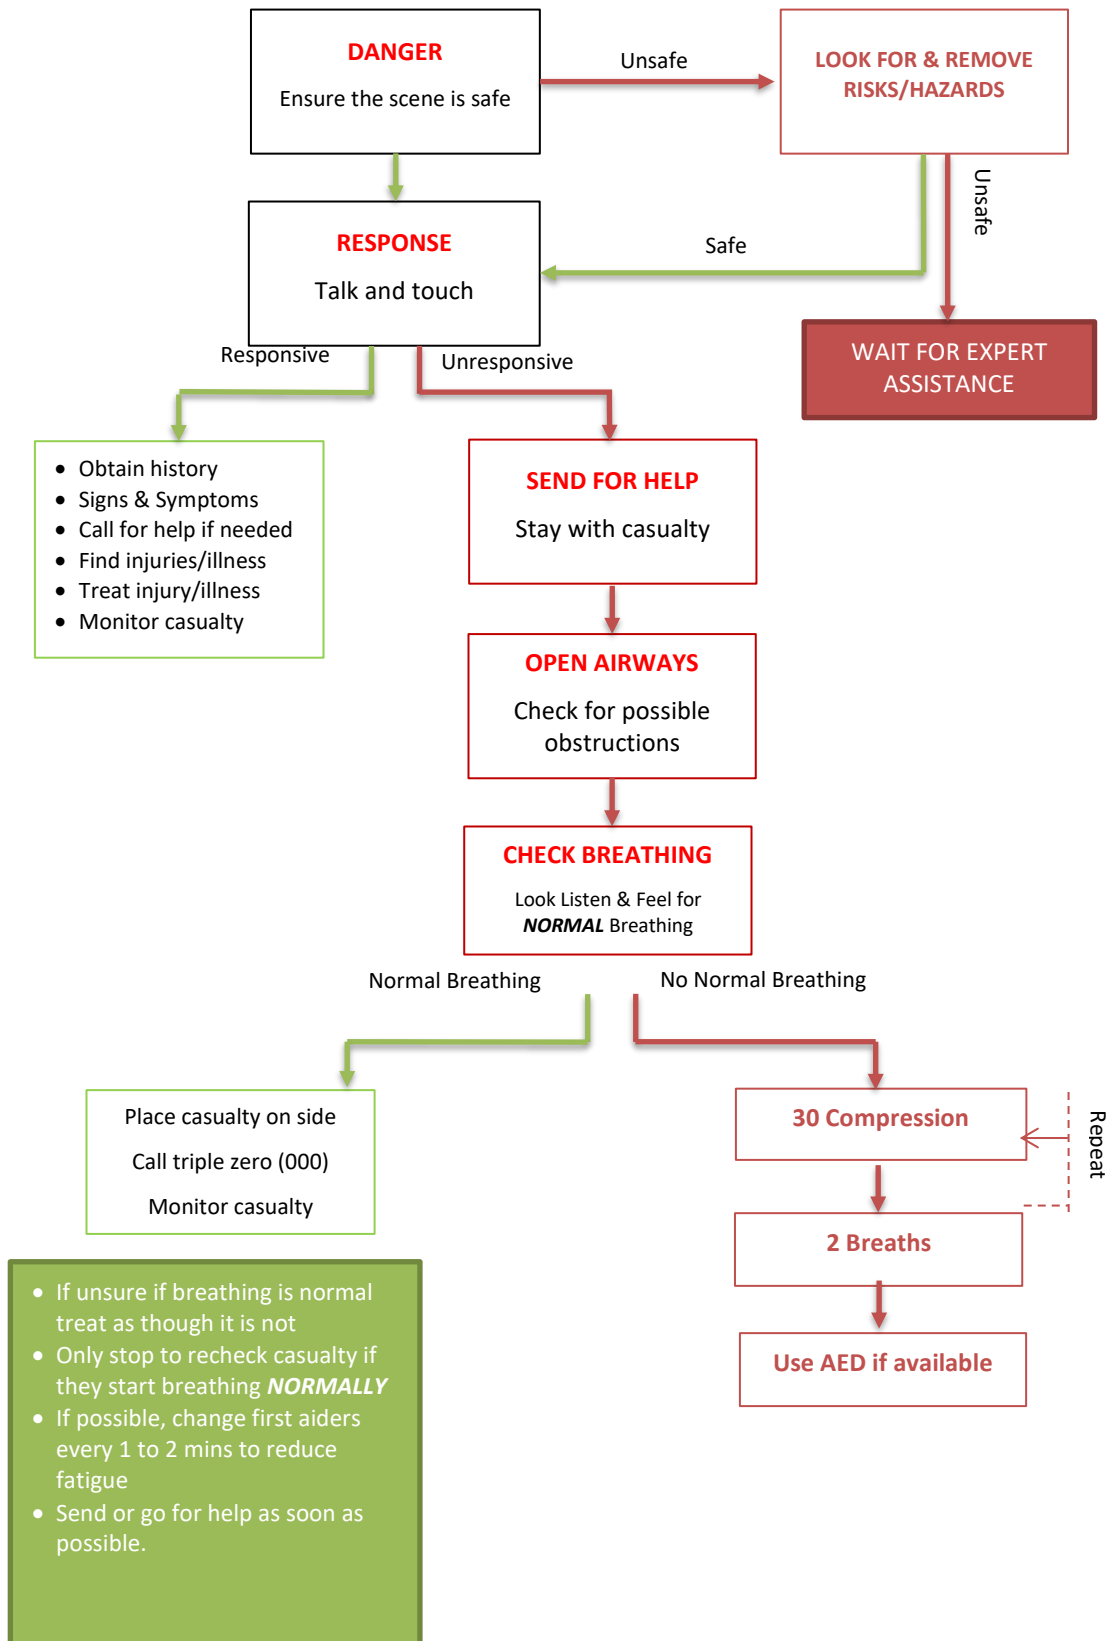 DANGER
Ensure the scene is safe
Unsafe
LOOK FOR & REMOVE
RISKS/HAZARDS
Unsafe
RESPONSE
Talk and touch
Safe
WAIT FOR EXPERT
ASSISTANCE
Responsive
Unresponsive
• Obtain history
• Signs & Symptoms
• Call for help if needed
• Find injuries/illness
• Treat injury/illness
• Monitor casualty
SEND FOR HELP
Stay with casualty
OPEN AIRWAYS
Check for possible
obstructions
CHECK BREATHING
Look Listen & Feel for
NORMAL Breathing
Normal Breathing
No Normal Breathing
Place casualty on side
Call triple zero (000)
Monitor casualty
30 Compression
Repeat
2 Breaths
Use AED if available
• If unsure if breathing is normal
treat as though it is not
• Only stop to recheck casualty if
they start breathing NORMALLY
• If possible, change first aiders
every 1 to 2 mins to reduce
fatigue
• Send or go for help as soon as
possible.